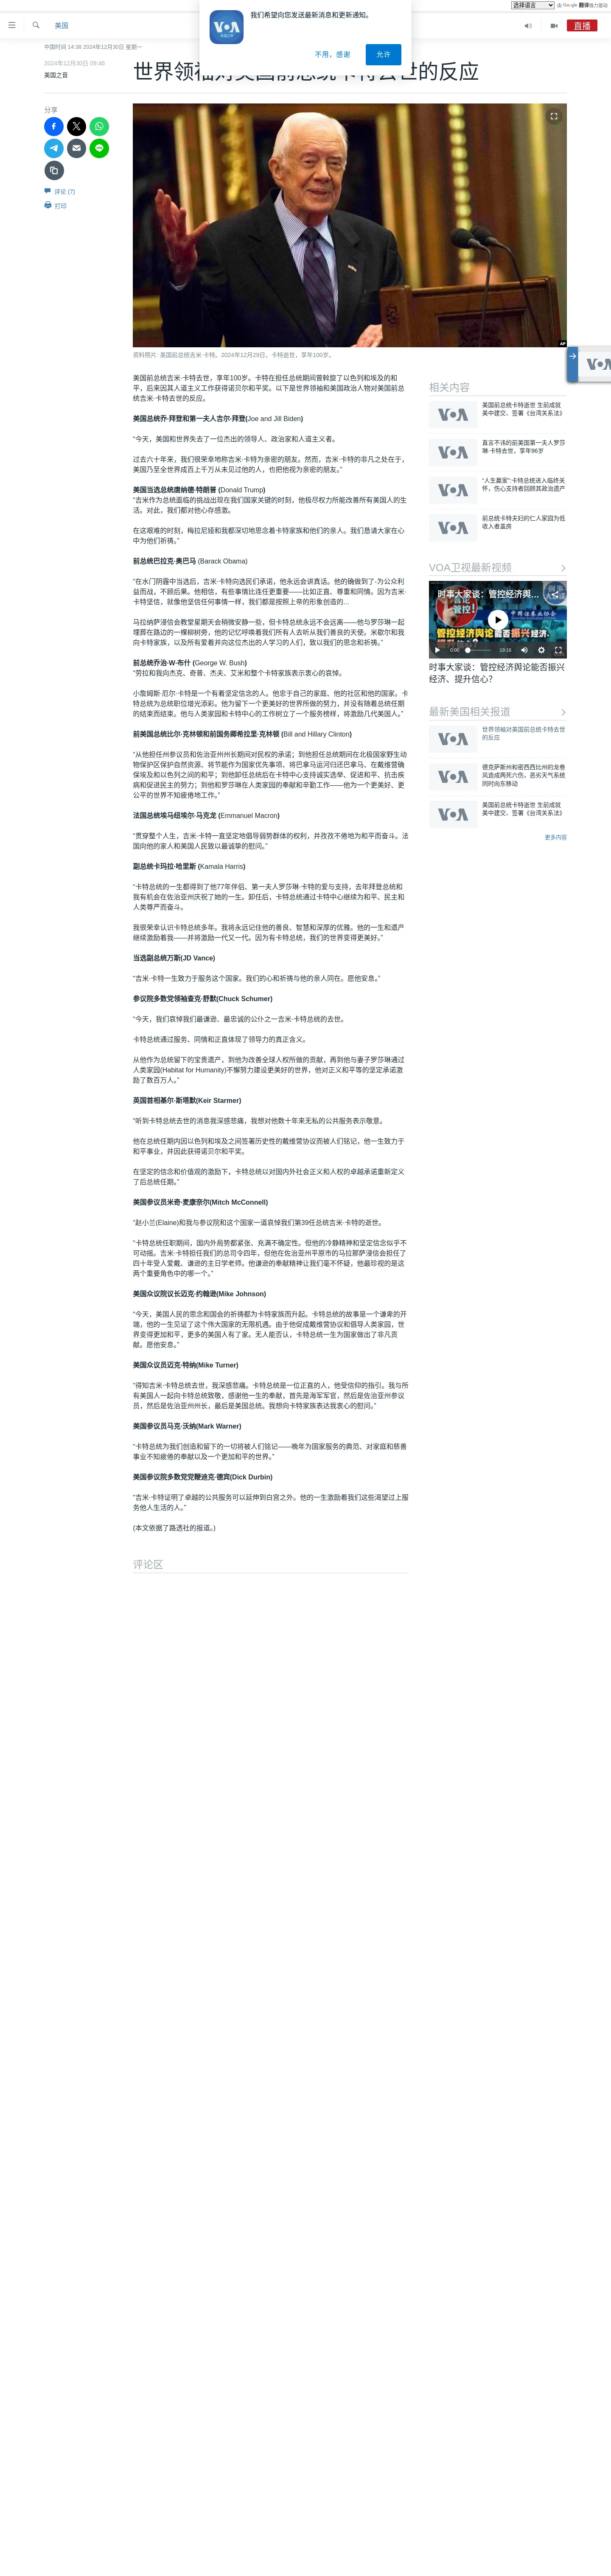 选择语言 由 Google 翻译强力驱动
我们希望向您发送最新消息和更新通知。
不用，感谢 允许
美国
直播
中国时间 14:38 2024年12月30日 星期一
2024年12月30日 09:46
美国之音
世界领袖对美国前总统卡特去世的反应
分享
评论 (7)
打印
AP
资料照片: 美国前总统吉米·卡特。2024年12月29日，卡特逝世，享年100岁。
美国前总统吉米·卡特去世，享年100岁。卡特在担任总统期间曾斡旋了以色列和埃及的和
平，后来因其人道主义工作获得诺贝尔和平奖。以下是世界领袖和美国政治人物对美国前总
统吉米·卡特去世的反应。
美国总统乔·拜登和第一夫人吉尔·拜登(Joe and Jill Biden)
“今天，美国和世界失去了一位杰出的领导人、政治家和人道主义者。
过去六十年来，我们很荣幸地称吉米·卡特为亲密的朋友。然而，吉米·卡特的非凡之处在于，
美国乃至全世界成百上千万从未见过他的人，也把他视为亲密的朋友。”
美国当选总统唐纳德·特朗普 (Donald Trump)
“吉米作为总统面临的挑战出现在我们国家关键的时刻，他极尽权力所能改善所有美国人的生
活。对此，我们都对他心存感激。
在这艰难的时刻，梅拉尼娅和我都深切地思念着卡特家族和他们的亲人。我们恳请大家在心
中为他们祈祷。”
前总统巴拉克·奥巴马 (Barack Obama)
“在水门阴霾中当选后，吉米·卡特向选民们承诺，他永远会讲真话。他的确做到了-为公众利
益而战，不顾后果。他相信，有些事情比连任更重要——比如正直、尊重和同情。因为吉米·
卡特坚信，就像他坚信任何事情一样，我们都是按照上帝的形象创造的...
马拉纳萨浸信会教堂星期天会稍微安静一些，但卡特总统永远不会远离——他与罗莎琳一起
埋葬在路边的一棵柳树旁，他的记忆呼唤着我们所有人去听从我们善良的天使。米歇尔和我
向卡特家族，以及所有爱着并向这位杰出的人们，致以我们的思念和祈祷。”
前总统乔治·W·布什 (George W. Bush)
“劳拉和我向杰克、奇普、杰夫、艾米和整个卡特家族表示衷心的哀悼。
小詹姆斯·厄尔·卡特是一个有着坚定信念的人。他忠于自己的家庭、他的社区和他的国家。卡
特总统为总统职位增光添彩。他为留下一个更美好的世界所做的努力，并没有随着总统任期
的结束而结束。他与人类家园和卡特中心的工作树立了一个服务榜样，将激励几代美国人。”
前美国总统比尔·克林顿和前国务卿希拉里·克林顿 (Bill and Hillary Clinton)
“从他担任州参议员和佐治亚州州长期间对民权的承诺；到他担任总统期间在北极国家野生动
物保护区保护自然资源、将节能作为国家优先事项、将巴拿马运河归还巴拿马、在戴维营确
保埃及和以色列之间的和平；到他卸任总统后在卡特中心支持诚实选举、促进和平、抗击疾
病和促进民主的努力；到他和罗莎琳在人类家园的奉献和辛勤工作——他为一个更美好、更
公平的世界不知疲倦地工作。”
法国总统埃马纽埃尔·马克龙 (Emmanuel Macron)
“贯穿整个人生，吉米·卡特一直坚定地倡导弱势群体的权利，并孜孜不倦地为和平而奋斗。法
国向他的家人和美国人民致以最诚挚的慰问。”
副总统卡玛拉·哈里斯 (Kamala Harris)
“卡特总统的一生都得到了他77年伴侣、第一夫人罗莎琳·卡特的爱与支持，去年拜登总统和
我有机会在佐治亚州庆祝了她的一生。卸任后，卡特总统通过卡特中心继续为和平、民主和
人类尊严而奋斗。
我很荣幸认识卡特总统多年。我将永远记住他的善良、智慧和深厚的优雅。他的一生和遗产
继续激励着我——并将激励一代又一代。因为有卡特总统，我们的世界变得更美好。”
当选副总统万斯(JD Vance)
“吉米·卡特一生致力于服务这个国家。我们的心和祈祷与他的亲人同在。愿他安息。”
参议院多数党领袖查克·舒默(Chuck Schumer)
“今天，我们哀悼我们最谦逊、最忠诚的公仆之一吉米·卡特总统的去世。
卡特总统通过服务、同情和正直体现了领导力的真正含义。
从他作为总统留下的宝贵遗产，到他为改善全球人权所做的贡献，再到他与妻子罗莎琳通过
人类家园(Habitat for Humanity)不懈努力建设更美好的世界，他对正义和平等的坚定承诺激
励了数百万人。”
英国首相基尔·斯塔默(Keir Starmer)
“听到卡特总统去世的消息我深感悲痛，我想对他数十年来无私的公共服务表示敬意。
他在总统任期内因以色列和埃及之间签署历史性的戴维营协议而被人们铭记，他一生致力于
和平事业，并因此获得诺贝尔和平奖。
在坚定的信念和价值观的激励下，卡特总统以对国内外社会正义和人权的卓越承诺重新定义
了后总统任期。”
美国参议员米奇·麦康奈尔(Mitch McConnell)
“赵小兰(Elaine)和我与参议院和这个国家一道哀悼我们第39任总统吉米·卡特的逝世。
“卡特总统任职期间，国内外局势都紧张、充满不确定性。但他的冷静精神和坚定信念似乎不
可动摇。吉米·卡特担任我们的总司令四年，但他在佐治亚州平原市的马拉那萨浸信会担任了
四十年受人爱戴、谦逊的主日学老师。他谦逊的奉献精神让我们毫不怀疑，他最珍视的是这
两个重要角色中的哪一个。”
美国众议院议长迈克·约翰逊(Mike Johnson)
“今天，美国人民的思念和国会的祈祷都为卡特家族而升起。卡特总统的故事是一个谦卑的开
端，他的一生见证了这个伟大国家的无限机遇。由于他促成戴维营协议和倡导人类家园，世
界变得更加和平，更多的美国人有了家。无人能否认，卡特总统一生为国家做出了非凡贡
献。愿他安息。”
美国众议员迈克·特纳(Mike Turner)
“得知吉米·卡特总统去世，我深感悲痛。卡特总统是一位正直的人，他受信仰的指引。我与所
有美国人一起向卡特总统致敬，感谢他一生的奉献，首先是海军军官，然后是佐治亚州参议
员，然后是佐治亚州州长，最后是美国总统。我想向卡特家族表达我衷心的慰问。”
美国参议员马克·沃纳(Mark Warner)
“卡特总统为我们创造和留下的一切将被人们铭记——晚年为国家服务的典范、对家庭和慈善
事业不知疲倦的奉献以及一个更加和平的世界。”
美国参议院多数党党鞭迪克·德宾(Dick Durbin)
“吉米·卡特证明了卓越的公共服务可以延伸到白宫之外。他的一生激励着我们这些渴望过上服
务他人生活的人。”
(本文依据了路透社的报道。)
评论区
相关内容
美国前总统卡特逝世 生前成就
美中建交、签署《台湾关系法》
直言不讳的前美国第一夫人罗莎
琳·卡特去世，享年96岁
“人生赢家”:卡特总统进入临终关
怀，伤心支持者回顾其政治遗产
前总统卡特夫妇的仁人家园为低
收入者盖房
VOA卫视最新视频
时事大家谈：管控经济舆...
0:00 19:16
时事大家谈：管控经济舆论能否振兴
经济、提升信心?
最新美国相关报道
世界领袖对美国前总统卡特去世
的反应
德克萨斯州和密西西比州的龙卷
风造成两死六伤，恶劣天气系统
同时向东移动
美国前总统卡特逝世 生前成就
美中建交、签署《台湾关系法》
更多内容